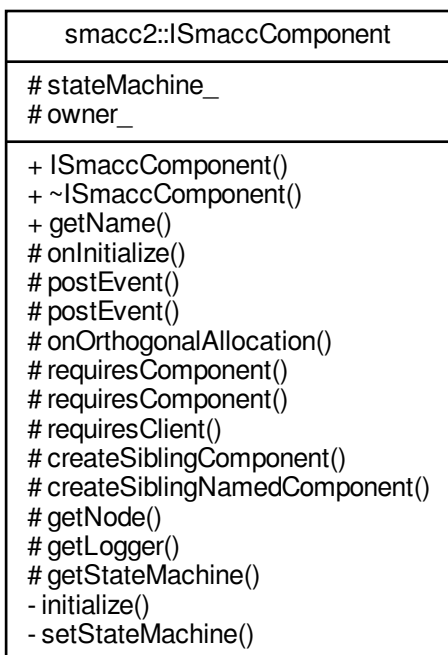 smacc2::ISmaccComponent
# stateMachine_
# owner_
+ ISmaccComponent()
+ ~ISmaccComponent()
+ getName()
# onInitialize()
# postEvent()
# postEvent()
# onOrthogonalAllocation()
# requiresComponent()
# requiresComponent()
# requiresClient()
# createSiblingComponent()
# createSiblingNamedComponent()
# getNode()
# getLogger()
# getStateMachine()
- initialize()
- setStateMachine()